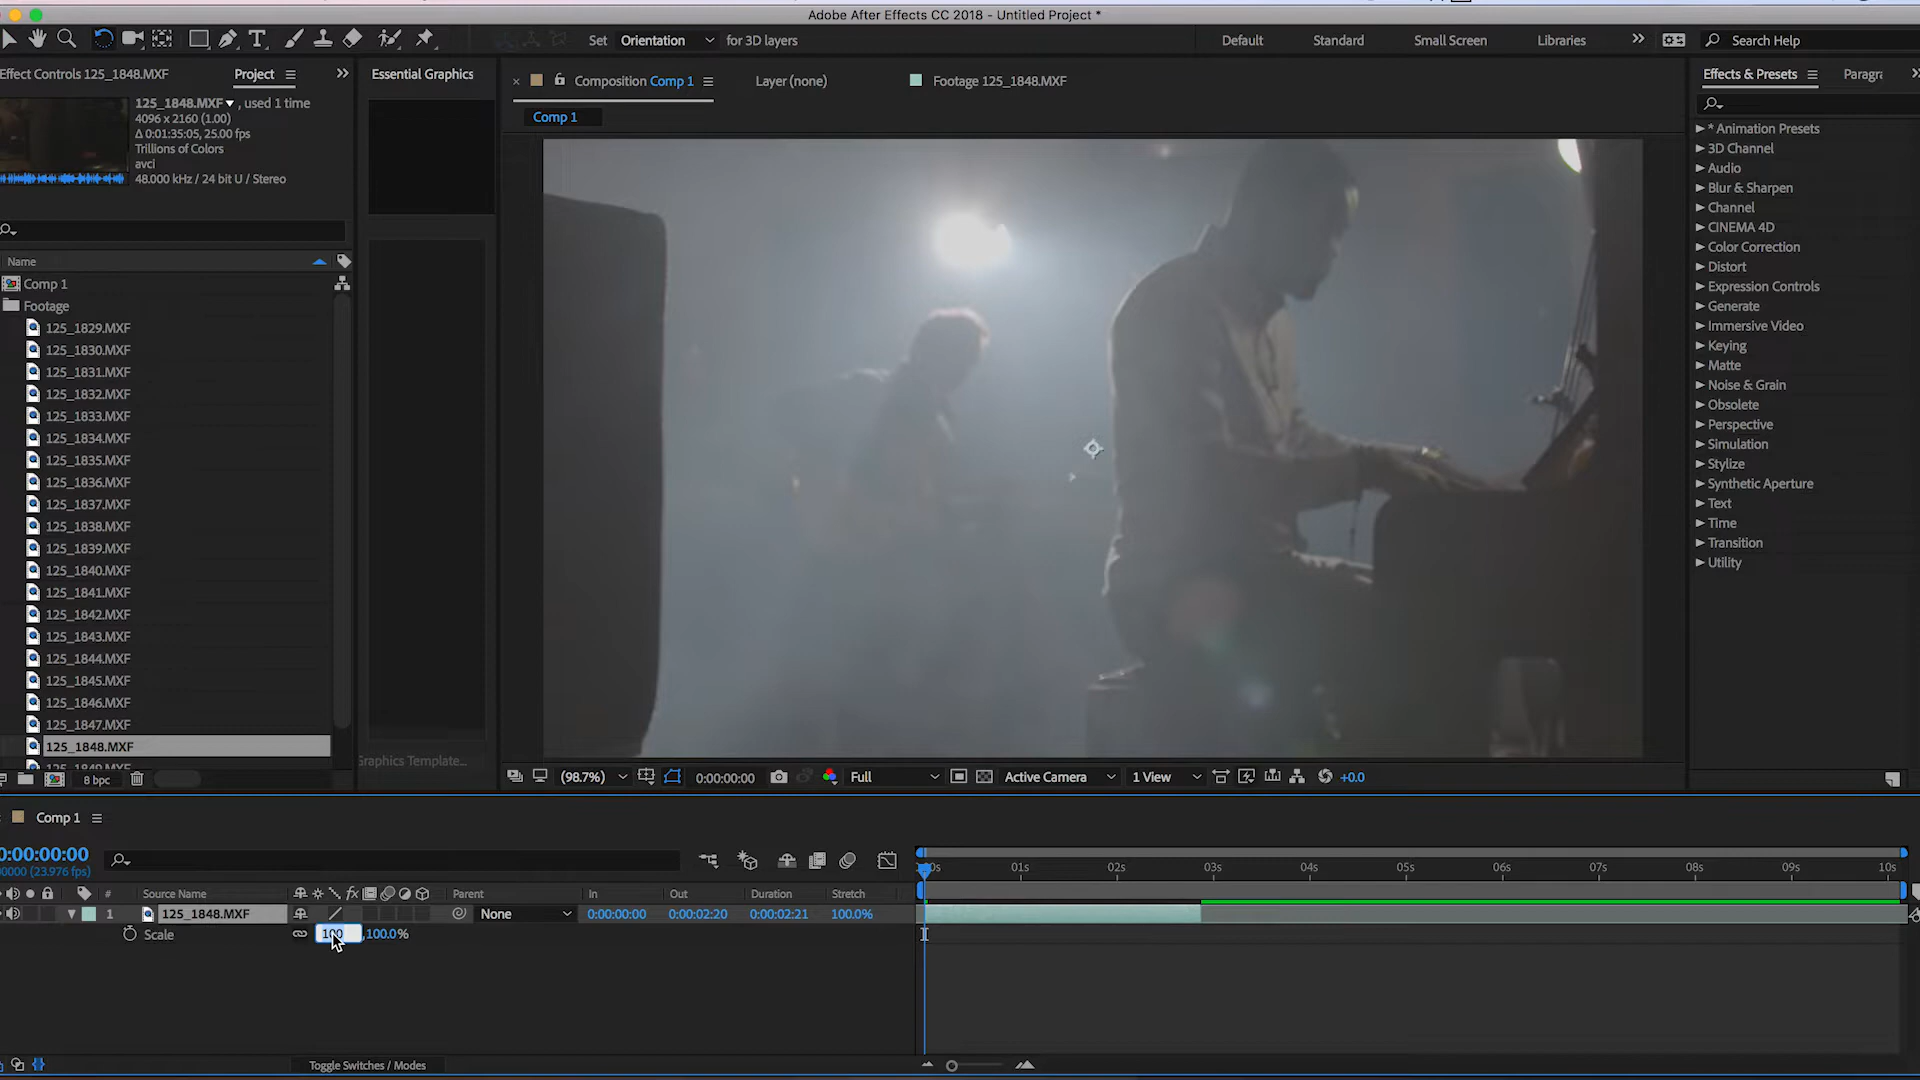 Adobe After Effects CC 2018 - Untitled Project *
Set Orientation for 3D layers
Default Standard Small Screen Libraries Search Help
Effect Controls 125_1848.MXF Project Essential Graphics
Composition Comp 1 Layer (none) Footage 125_1848.MXF
Effects & Presets Paragr
125_1848.MXF , used 1 time
4096 x 2160 (1.00)
Δ 0:01:35:05, 25.00 fps
Trillions of Colors
avci
48.000 kHz / 24 bit U / Stereo
Comp 1
Name
Comp 1
Footage
125_1829.MXF
125_1830.MXF
125_1831.MXF
125_1832.MXF
125_1833.MXF
125_1834.MXF
125_1835.MXF
125_1836.MXF
125_1837.MXF
125_1838.MXF
125_1839.MXF
125_1840.MXF
125_1841.MXF
125_1842.MXF
125_1843.MXF
125_1844.MXF
125_1845.MXF
125_1846.MXF
125_1847.MXF
125_1848.MXF
8 bpc
Graphics Template...
* Animation Presets
3D Channel
Audio
Blur & Sharpen
Channel
CINEMA 4D
Color Correction
Distort
Expression Controls
Generate
Immersive Video
Keying
Matte
Noise & Grain
Obsolete
Perspective
Simulation
Stylize
Synthetic Aperture
Text
Time
Transition
Utility
(98.7%) 0:00:00:00 Full Active Camera 1 View +0.0
Comp 1
0:00:00:00
00000 (23.976 fps)
# Source Name fx Parent In Out Duration Stretch
1 125_1848.MXF None 0:00:00:00 0:00:02:20 0:00:02:21 100.0%
Scale 100 ,100.0%
01s 02s 03s 04s 05s 06s 07s 08s 09s 10s
Toggle Switches / Modes